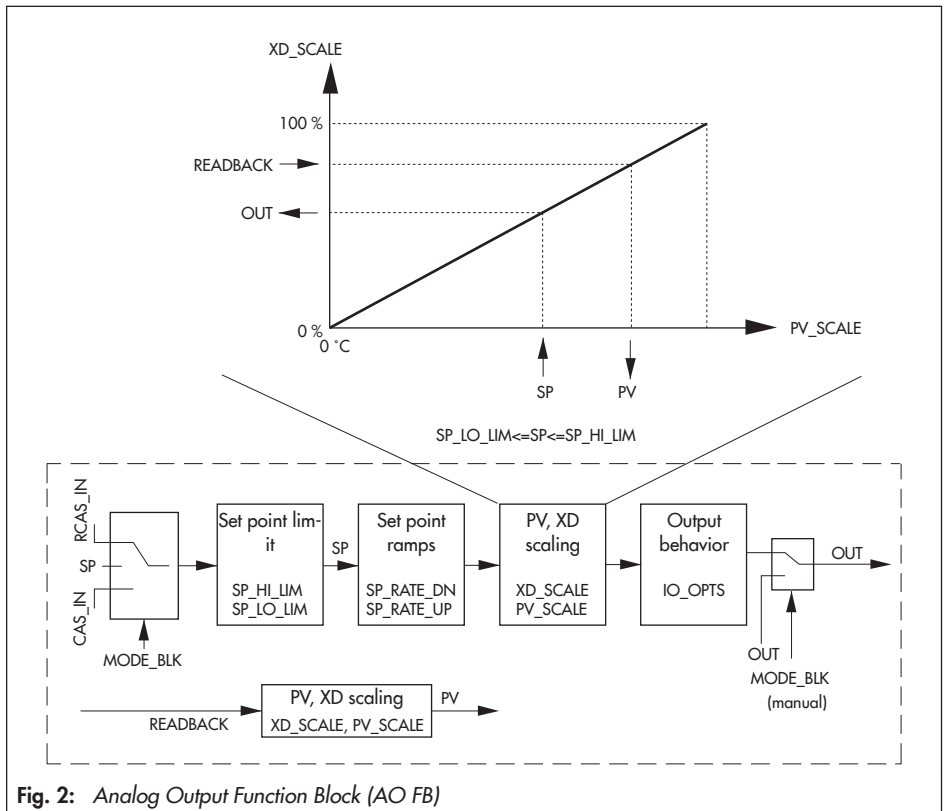 XD_SCALE
100 %
READBACK
OUT
0 %
0 °C
PV_SCALE
SP
PV
SP_LO_LIM<=SP<=SP_HI_LIM
RCAS_IN
SP
CAS_IN
MODE_BLK
Set point lim-
it
SP_HI_LIM
SP_LO_LIM
SP
Set point
ramps
SP_RATE_DN
SP_RATE_UP
PV, XD
scaling
XD_SCALE
PV_SCALE
Output
behavior
IO_OPTS
OUT
OUT
MODE_BLK
(manual)
READBACK
PV, XD scaling
XD_SCALE, PV_SCALE
PV
Fig. 2: Analog Output Function Block (AO FB)